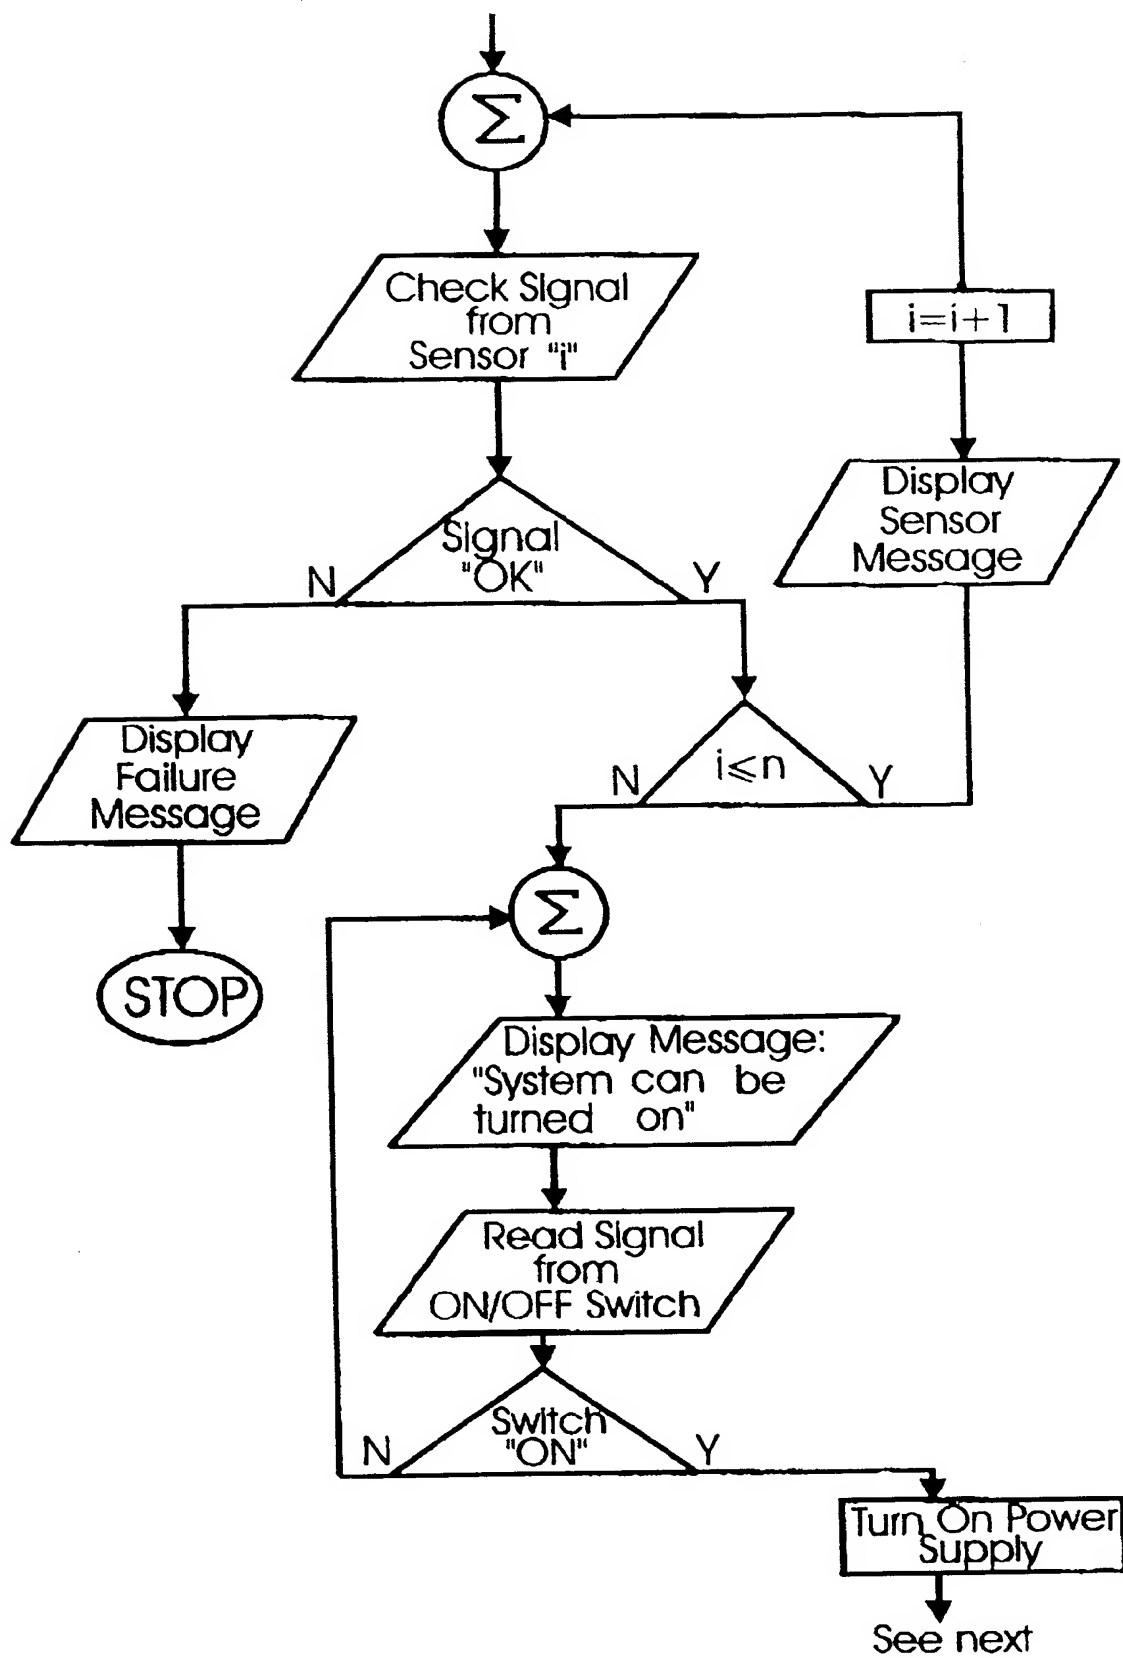 Σ
Check Signal
from
Sensor "i"
i=i+1
Display
Sensor
Message
Signal
"OK"
N
Y
Display
Failure
Message
i≤n
N
Y
Σ
STOP
Display Message:
"System can be
turned on"
Read Signal
from
ON/OFF Switch
Switch
"ON"
N
Y
Turn On Power
Supply
See next